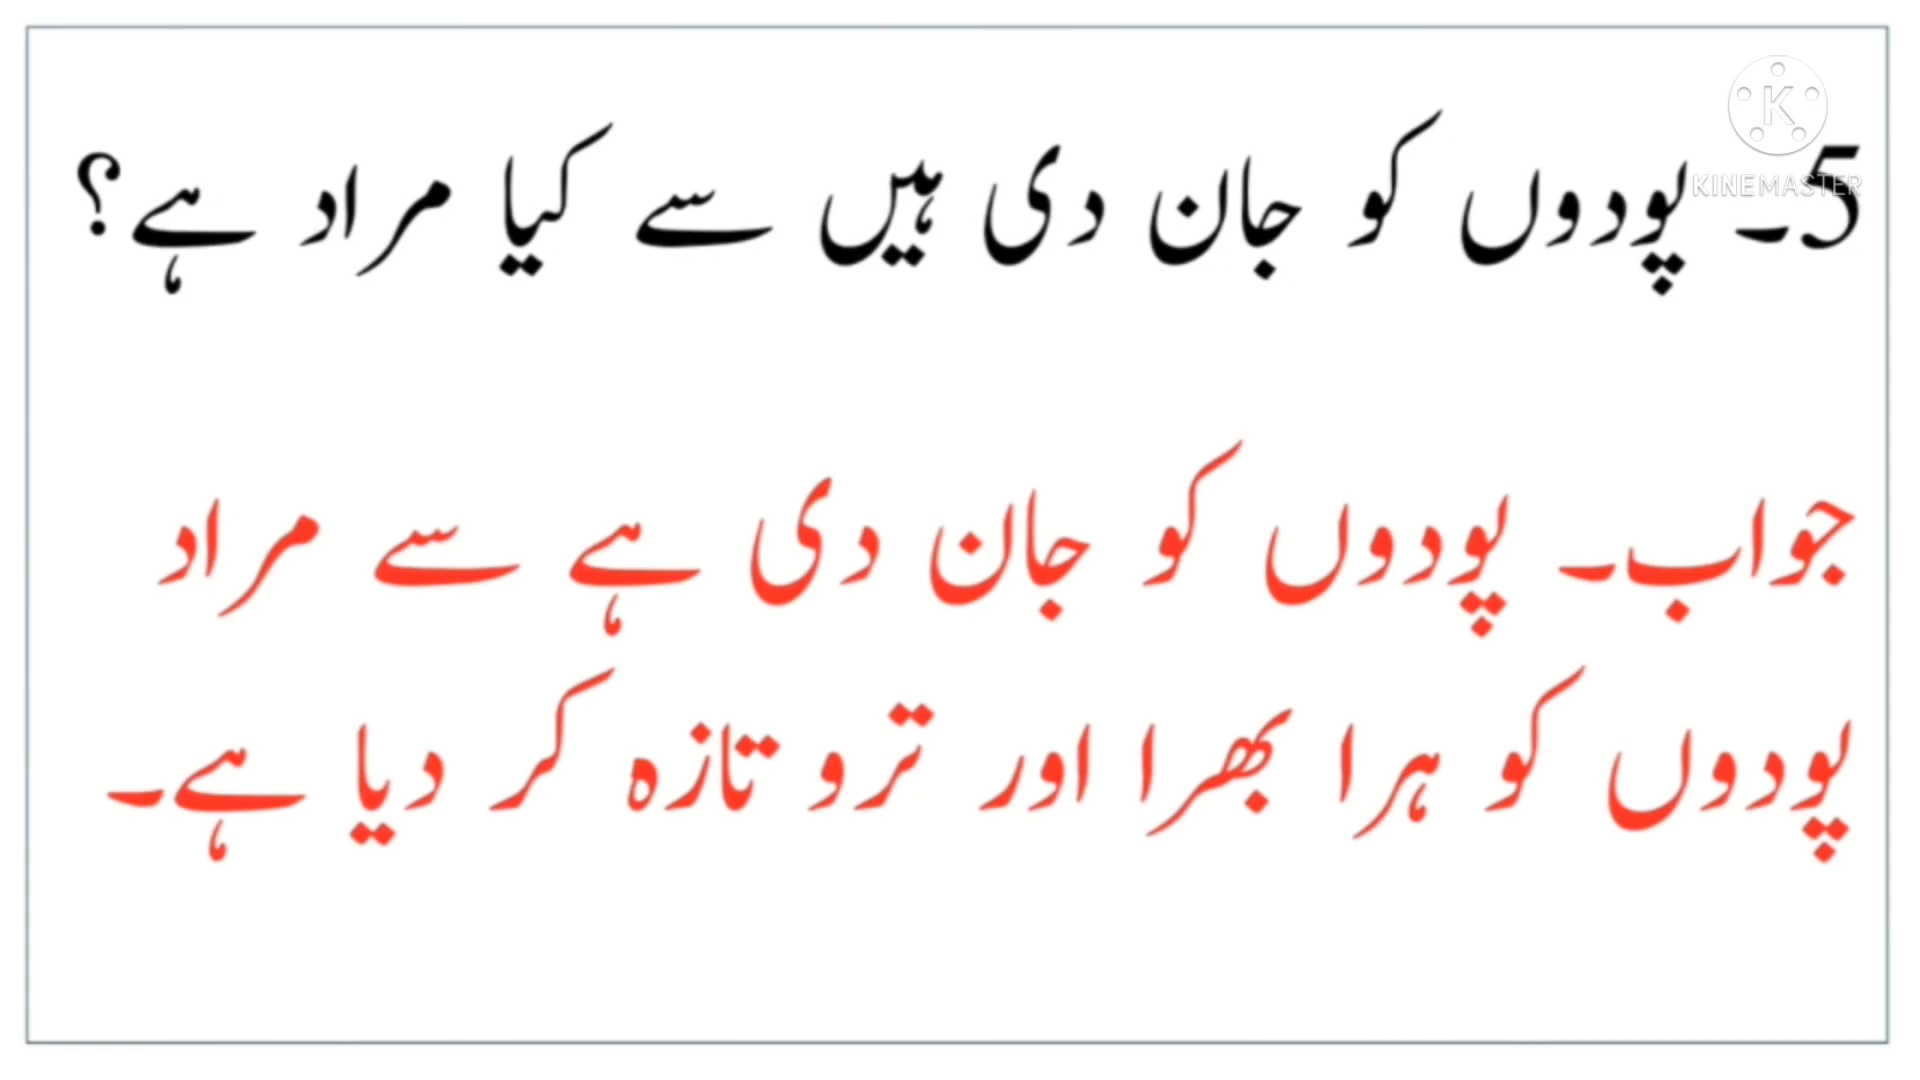 KINEMASTER
5۔ پودوں کو جان دی ہیں سے کیا مراد ہے؟
جواب۔ پودوں کو جان دی ہے سے مراد
پودوں کو ہرا بھرا اور ترو تازہ کر دیا ہے۔